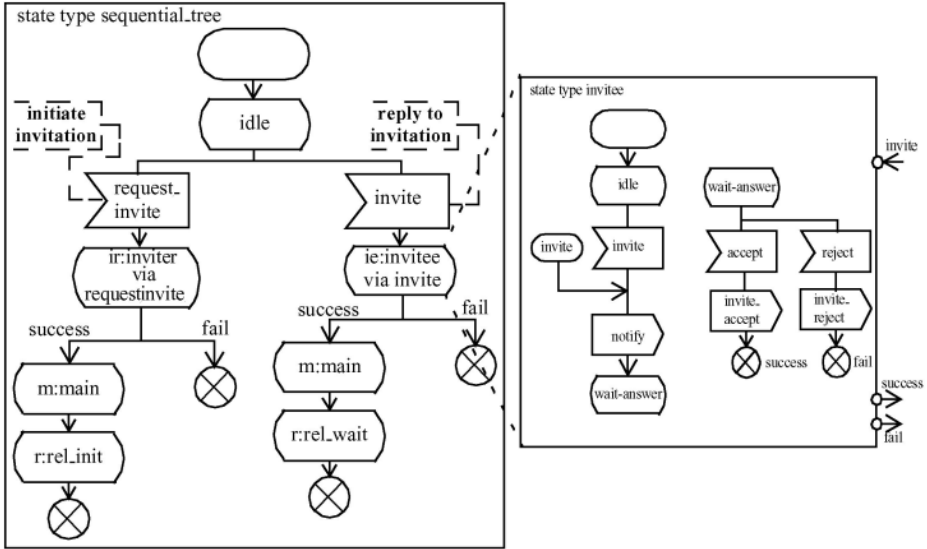 state type sequential_tree
idle
initiate
invitation
reply to
invitation
request_
invite
invite
ir:inviter
via
requestinvite
ie:invitee
via invite
success
fail
success
fail
m:main
m:main
r:rel_init
r:rel_wait
state type invitee
invite
idle
wait-answer
invite
invite
accept
reject
notify
invite_
accept
invite_
reject
success
fail
wait-answer
success
fail